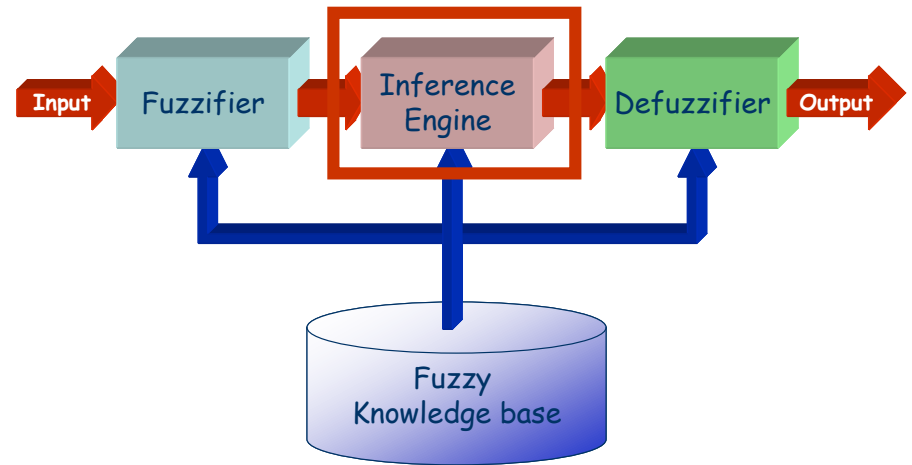 Input
Fuzzifier
Inference
Engine
Defuzzifier
Output
Fuzzy
Knowledge base